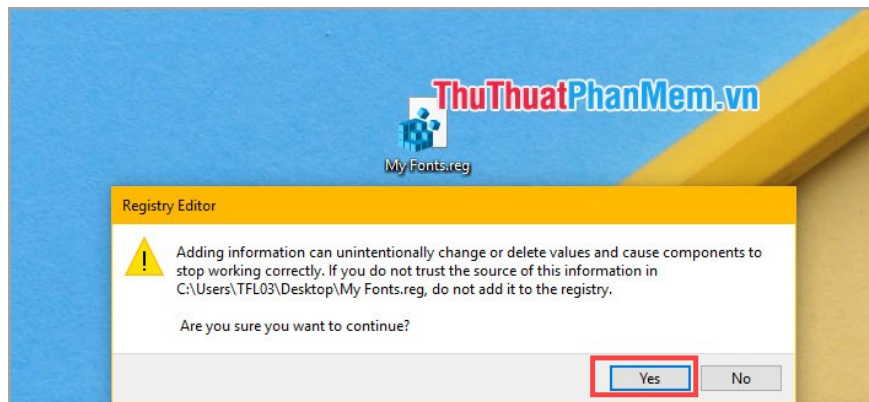 ThuThuatPhanMem.vn
My Fonts.reg
Registry Editor
Adding information can unintentionally change or delete values and cause components to
stop working correctly. If you do not trust the source of this information in
C:\Users\TFL03\Desktop\My Fonts.reg, do not add it to the registry.
Are you sure you want to continue?
Yes
No